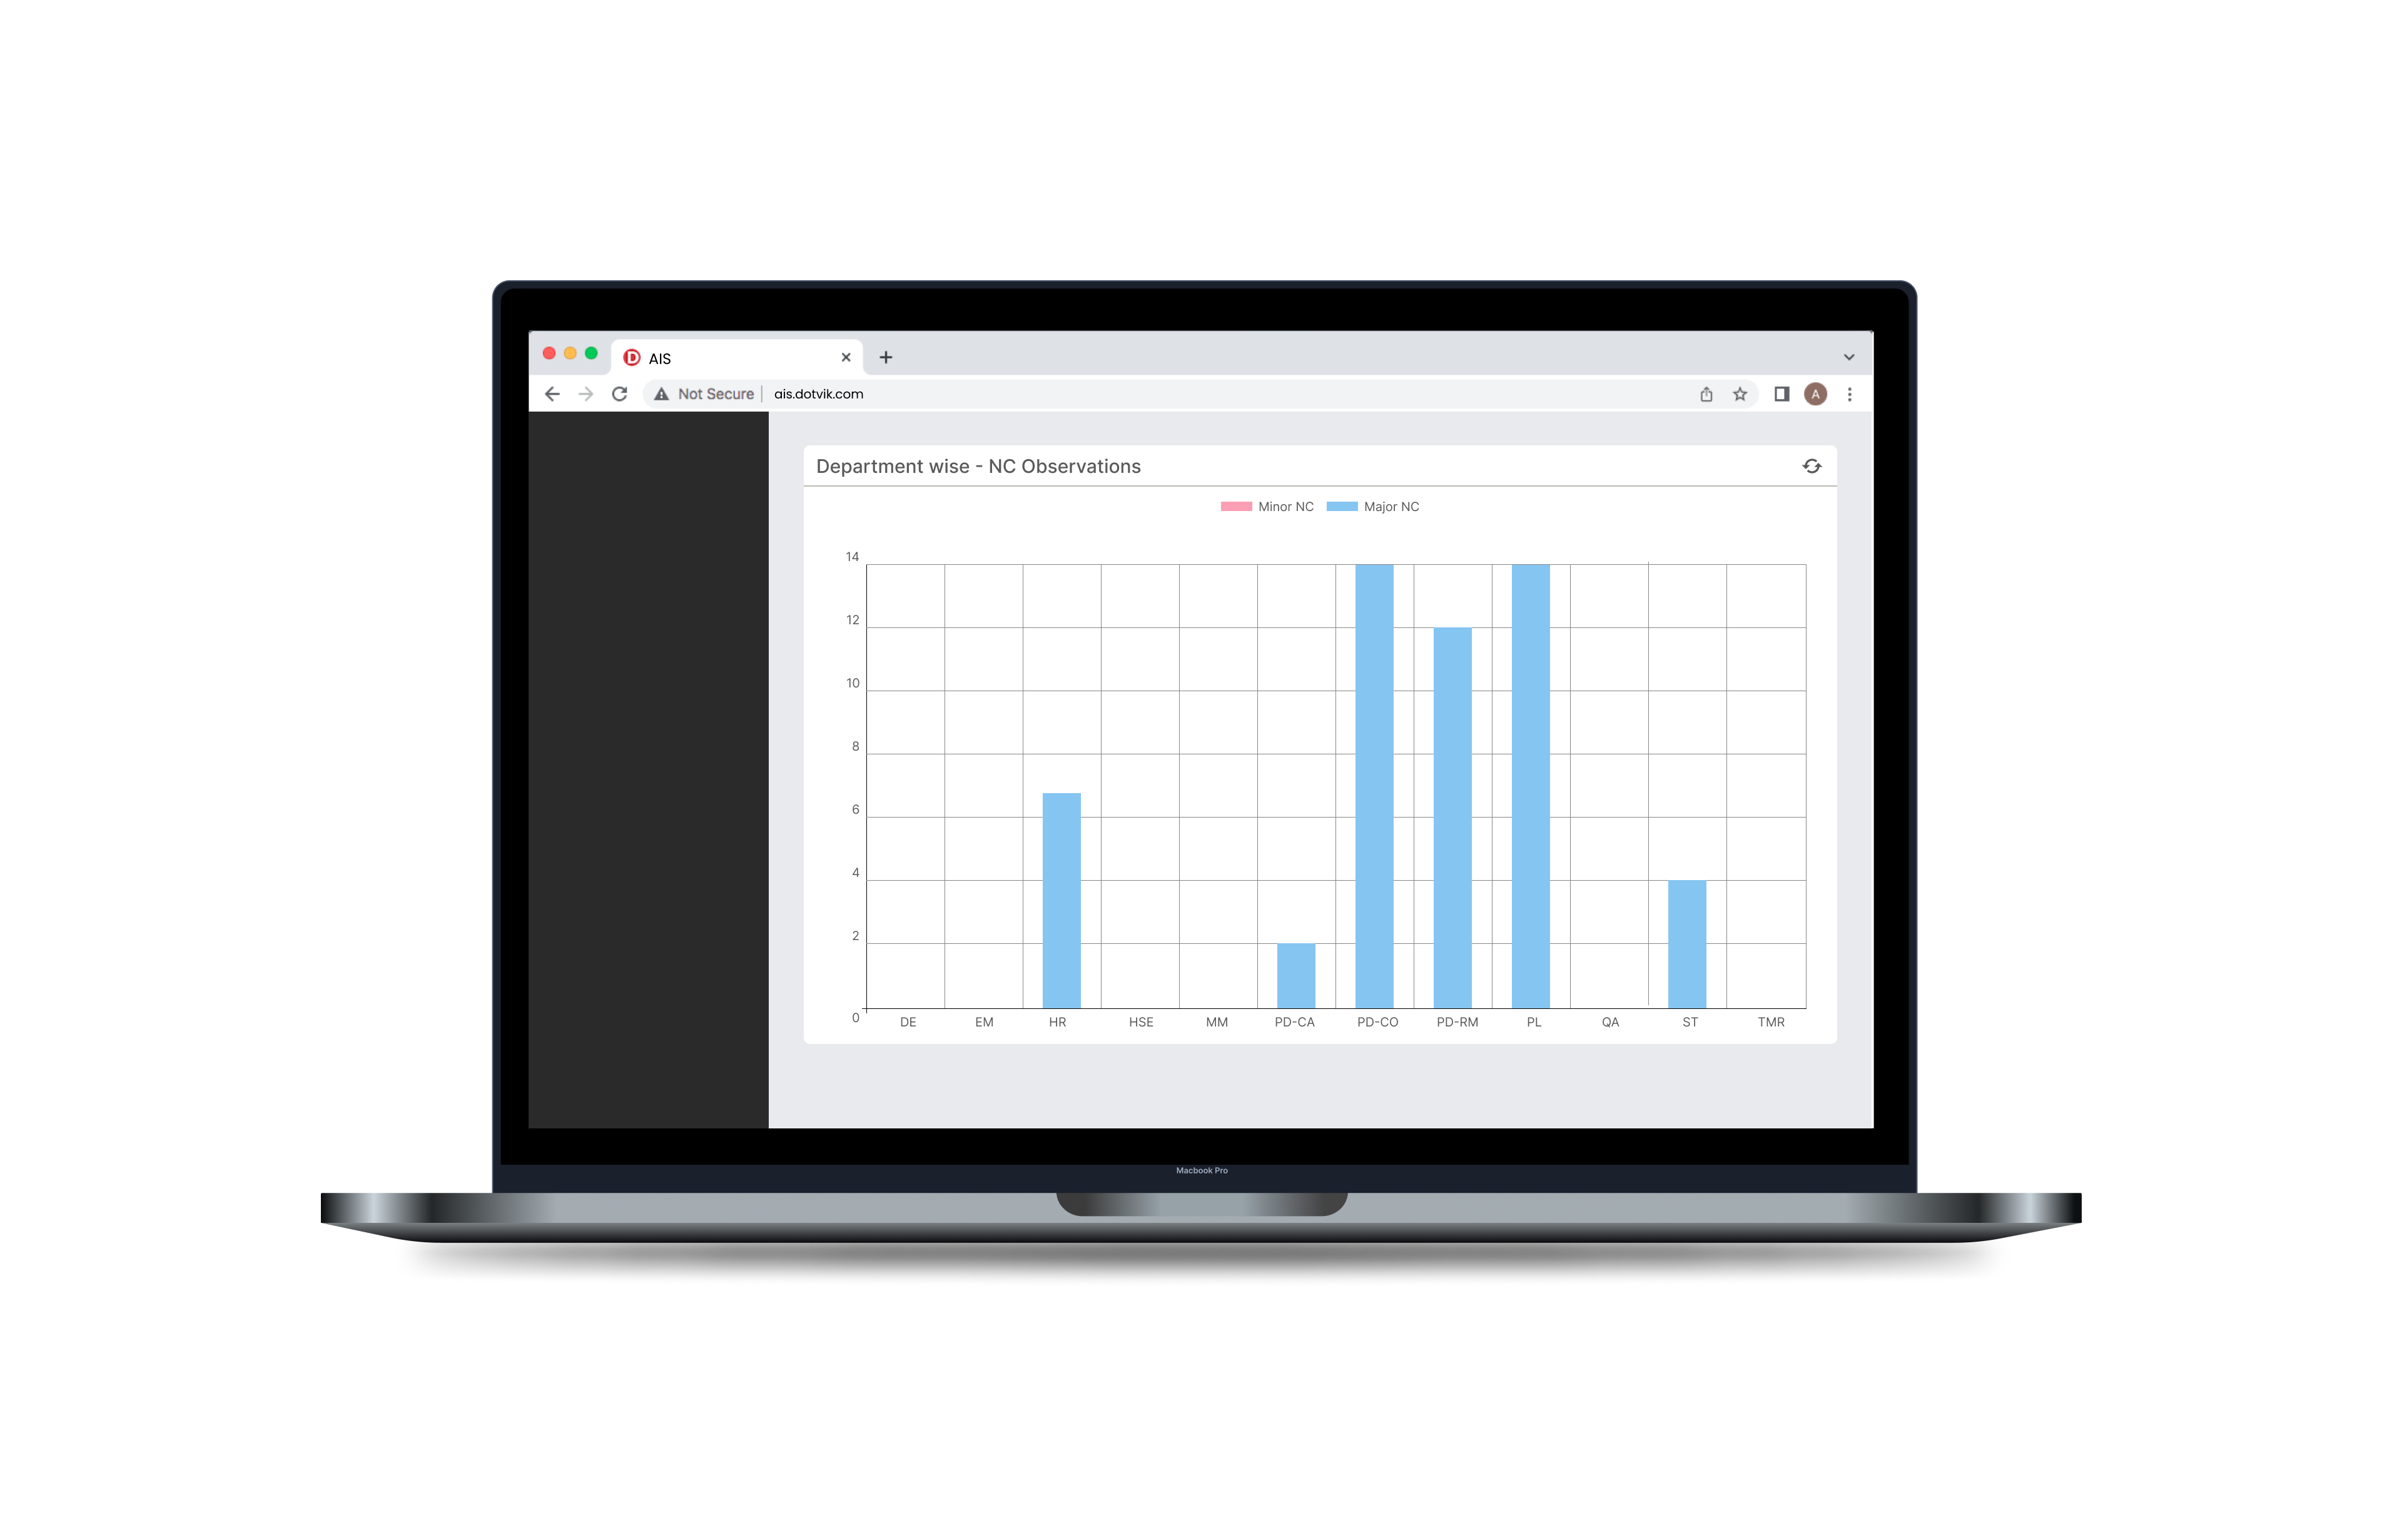 AIS
Not Secure
ais.dotvik.com
A
Department wise - NC Observations
Minor NC Major NC
14
12
10
8
6
4
2
0
DE EM HR HSE MM PD-CA PD-CO PD-RM PL QA ST TMR
Macbook Pro